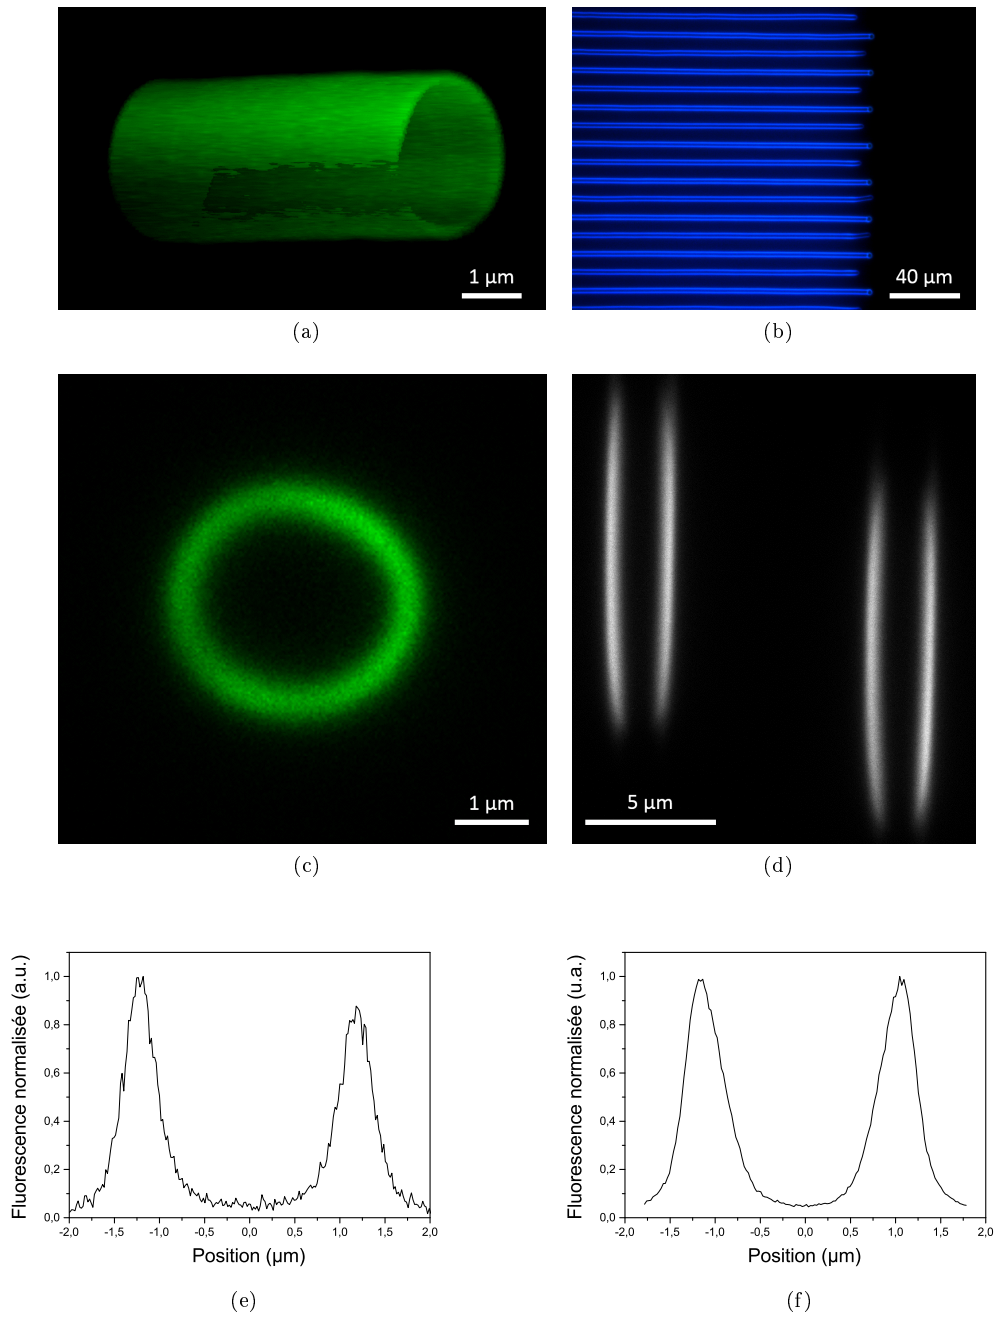 1 µm
40 µm
(a)
(b)
1 µm
5 µm
(c)
(d)
Fluorescence normalisée (a.u.)
1,0
0,8
0,6
0,4
0,2
0,0
-2,0 -1,5 -1,0 -0,5 0,0 0,5 1,0 1,5 2,0
Position (µm)
(e)
Fluorescence normalisée (u.a.)
1,0
0,8
0,6
0,4
0,2
0,0
-2,0 -1,5 -1,0 -0,5 0,0 0,5 1,0 1,5 2,0
Position (µm)
(f)